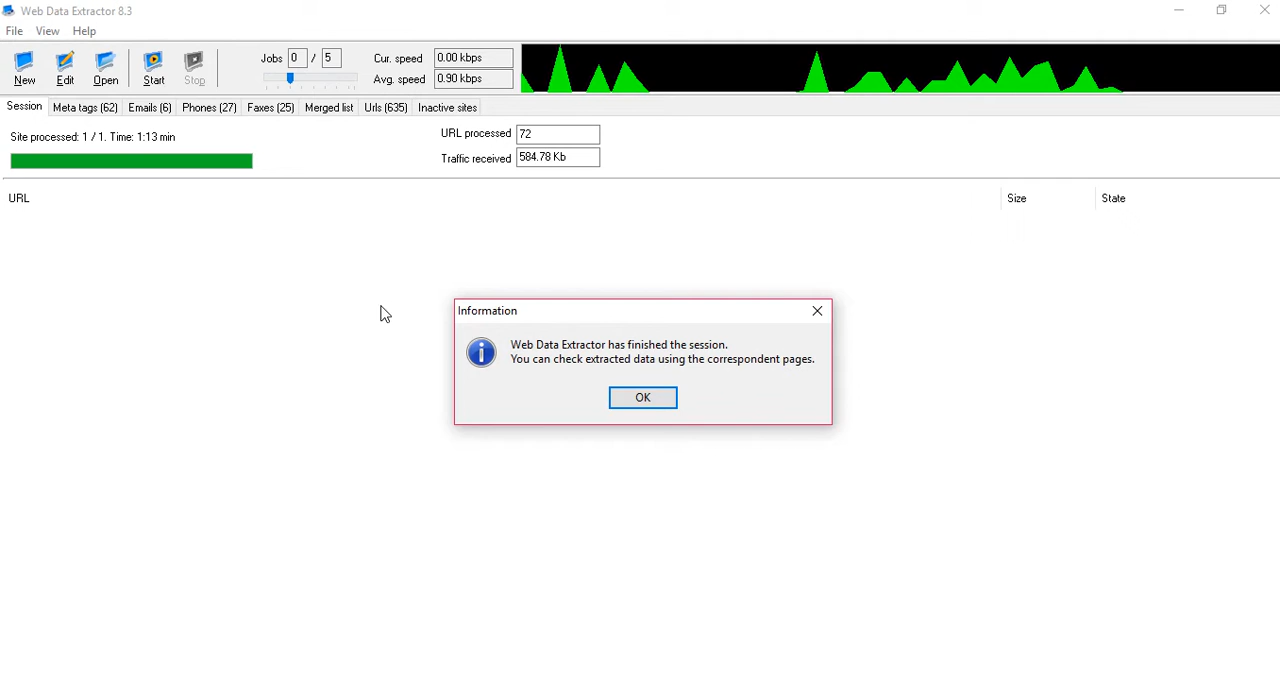 Web Data Extractor 8.3
File View Help
New Edit Open Start Stop
Jobs 0 / 5
Cur. speed 0.00 kbps
Avg. speed 0.90 kbps
Session Meta tags (62) Emails (6) Phones (27) Faxes (25) Merged list Urls (635) Inactive sites
Site processed: 1 / 1. Time: 1:13 min
URL processed 72
Traffic received 584.78 Kb
URL Size State
Information
Web Data Extractor has finished the session.
You can check extracted data using the correspondent pages.
OK